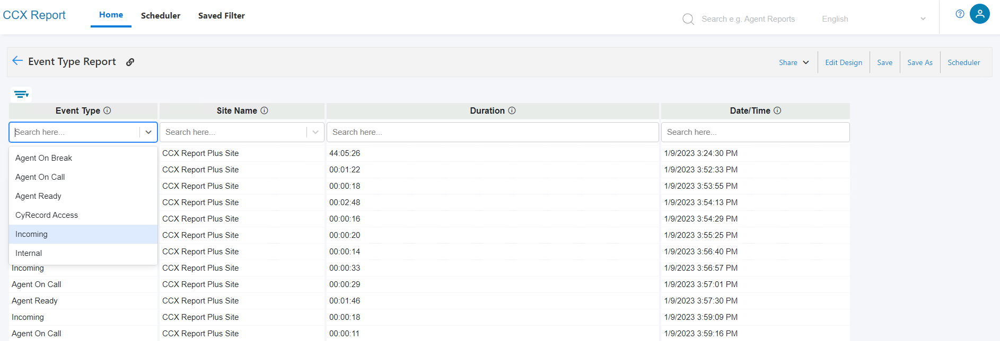 CCX Report Home Scheduler Saved Filter Search e.g. Agent Reports English
Event Type Report Share Edit Design Save Save As Scheduler
Event Type Site Name Duration Date/Time
Search here... Search here... Search here... Search here...
Agent On Break
Agent On Call
Agent Ready
CyRecord Access
Incoming
Internal
CCX Report Plus Site 44:05:26 1/9/2023 3:24:30 PM
CCX Report Plus Site 00:01:22 1/9/2023 3:52:33 PM
CCX Report Plus Site 00:00:18 1/9/2023 3:53:55 PM
CCX Report Plus Site 00:02:48 1/9/2023 3:54:13 PM
CCX Report Plus Site 00:00:16 1/9/2023 3:54:29 PM
CCX Report Plus Site 00:00:20 1/9/2023 3:55:25 PM
CCX Report Plus Site 00:00:14 1/9/2023 3:56:40 PM
Incoming CCX Report Plus Site 00:00:33 1/9/2023 3:56:57 PM
Agent On Call CCX Report Plus Site 00:00:29 1/9/2023 3:57:01 PM
Agent Ready CCX Report Plus Site 00:01:46 1/9/2023 3:57:30 PM
Incoming CCX Report Plus Site 00:00:18 1/9/2023 3:59:09 PM
Agent On Call CCX Report Plus Site 00:00:11 1/9/2023 3:59:16 PM